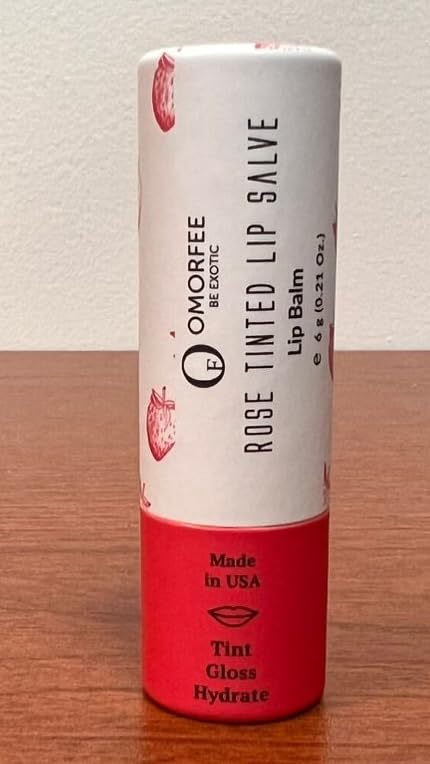 OF
OMORFEE
BE EXOTIC
ROSE TINTED LIP SALVE
Lip Balm
e 6 g (0.21 Oz.)
Made
in USA
Tint
Gloss
Hydrate